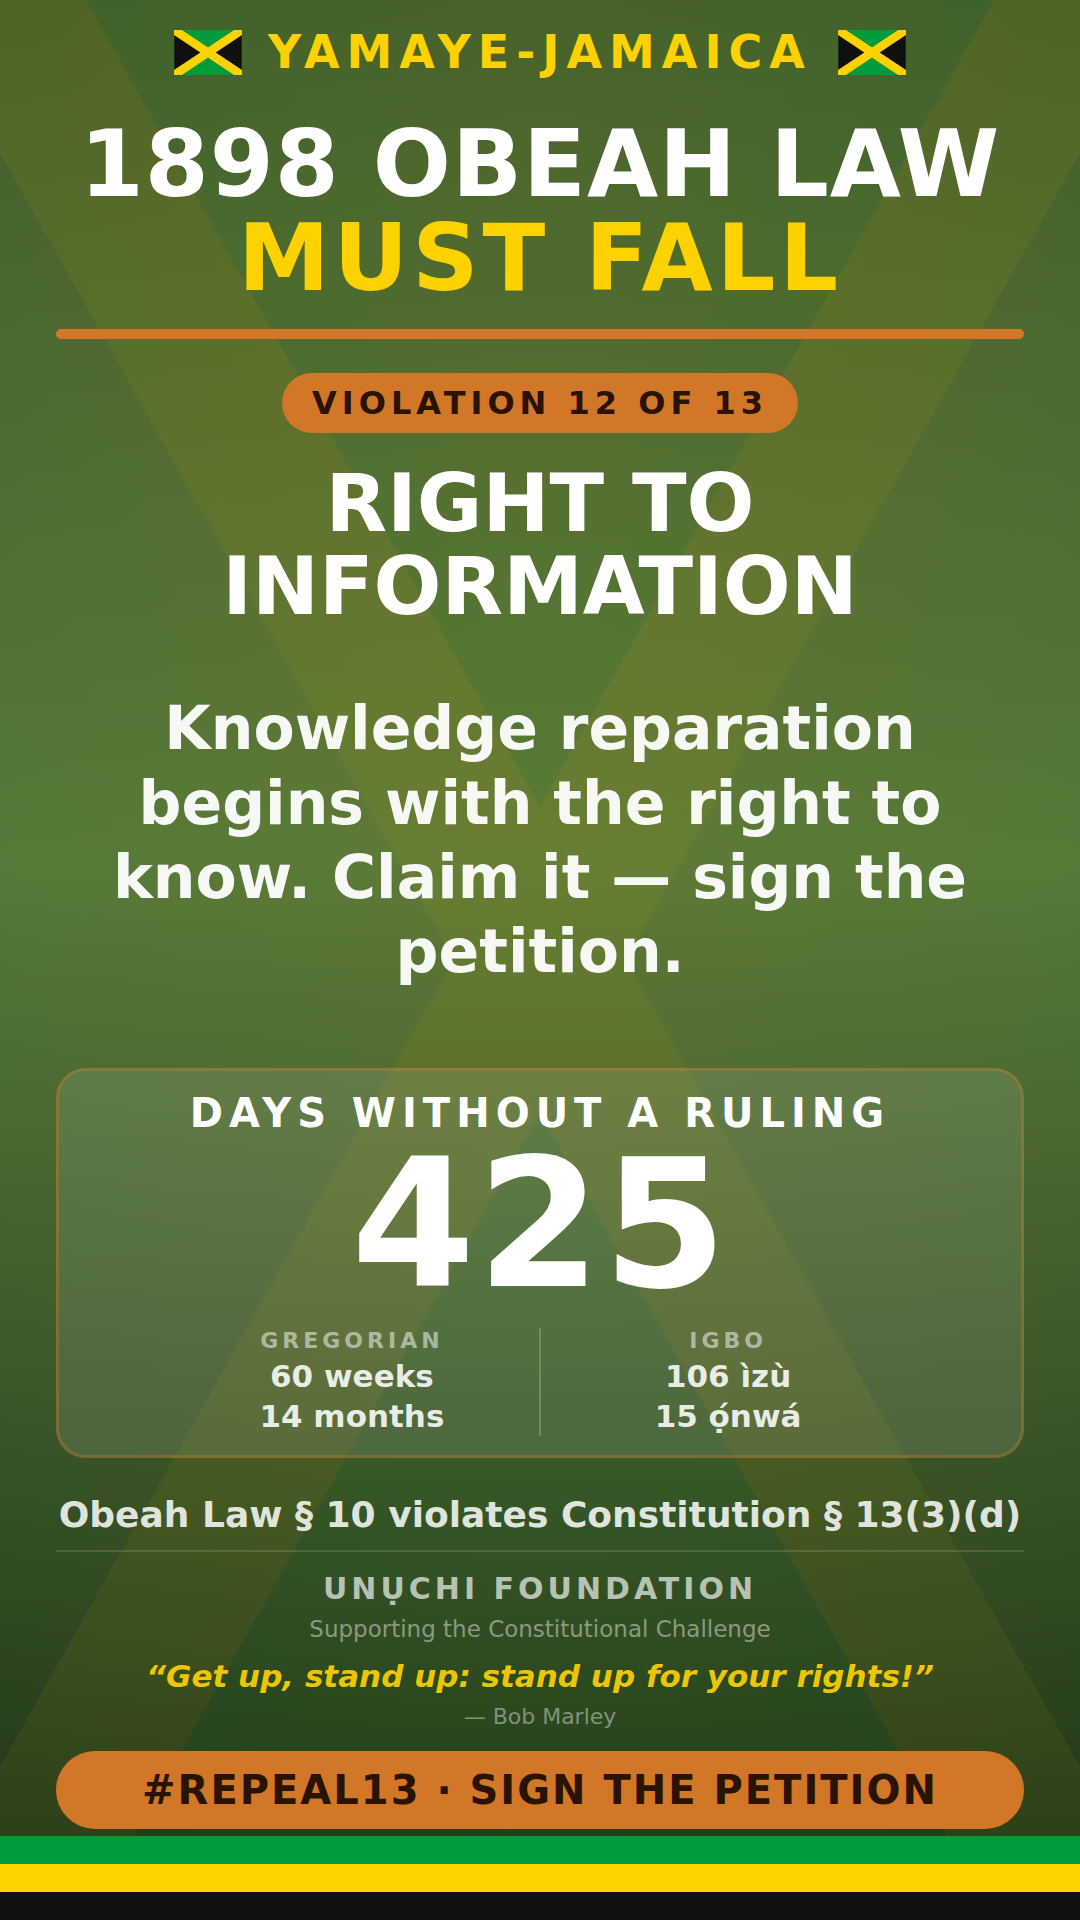 YAMAYE-JAMAICA
1898 OBEAH LAW
MUST FALL
VIOLATION 12 OF 13
RIGHT TO
INFORMATION
Knowledge reparation
begins with the right to
know. Claim it — sign the
petition.
DAYS WITHOUT A RULING
425
GREGORIAN
60 weeks
14 months
IGBO
106 ìzù
15 ọ́nwá
Obeah Law § 10 violates Constitution § 13(3)(d)
UNỤCHI FOUNDATION
Supporting the Constitutional Challenge
“Get up, stand up: stand up for your rights!”
— Bob Marley
#REPEAL13 · SIGN THE PETITION